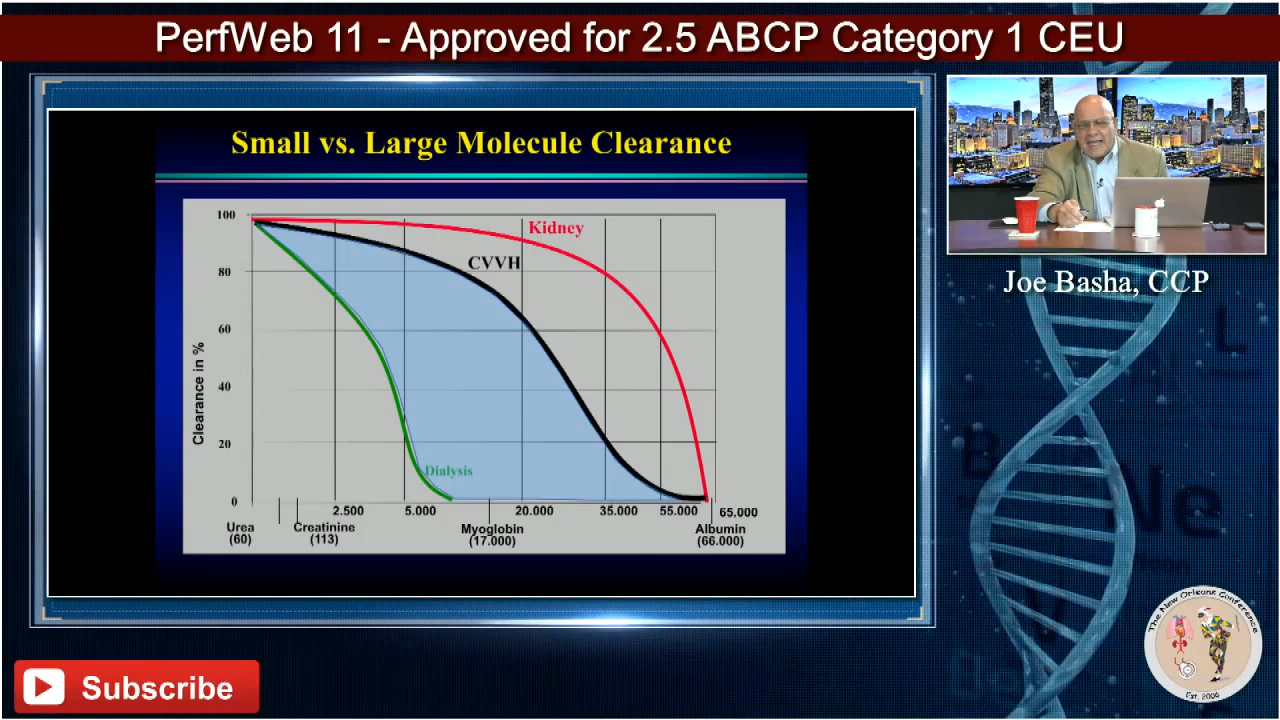 PerfWeb 11 - Approved for 2.5 ABCP Category 1 CEU
Small vs. Large Molecule Clearance
Clearance in %
100
80
60
40
20
0
Kidney
CVVH
Dialysis
2.500
5.000
20.000
35.000
55.000
65.000
Urea
(60)
Creatinine
(113)
Myoglobin
(17.000)
Albumin
(66.000)
Joe Basha, CCP
L
B
Ne
The New Orleans Conference
Est. 2006
Subscribe